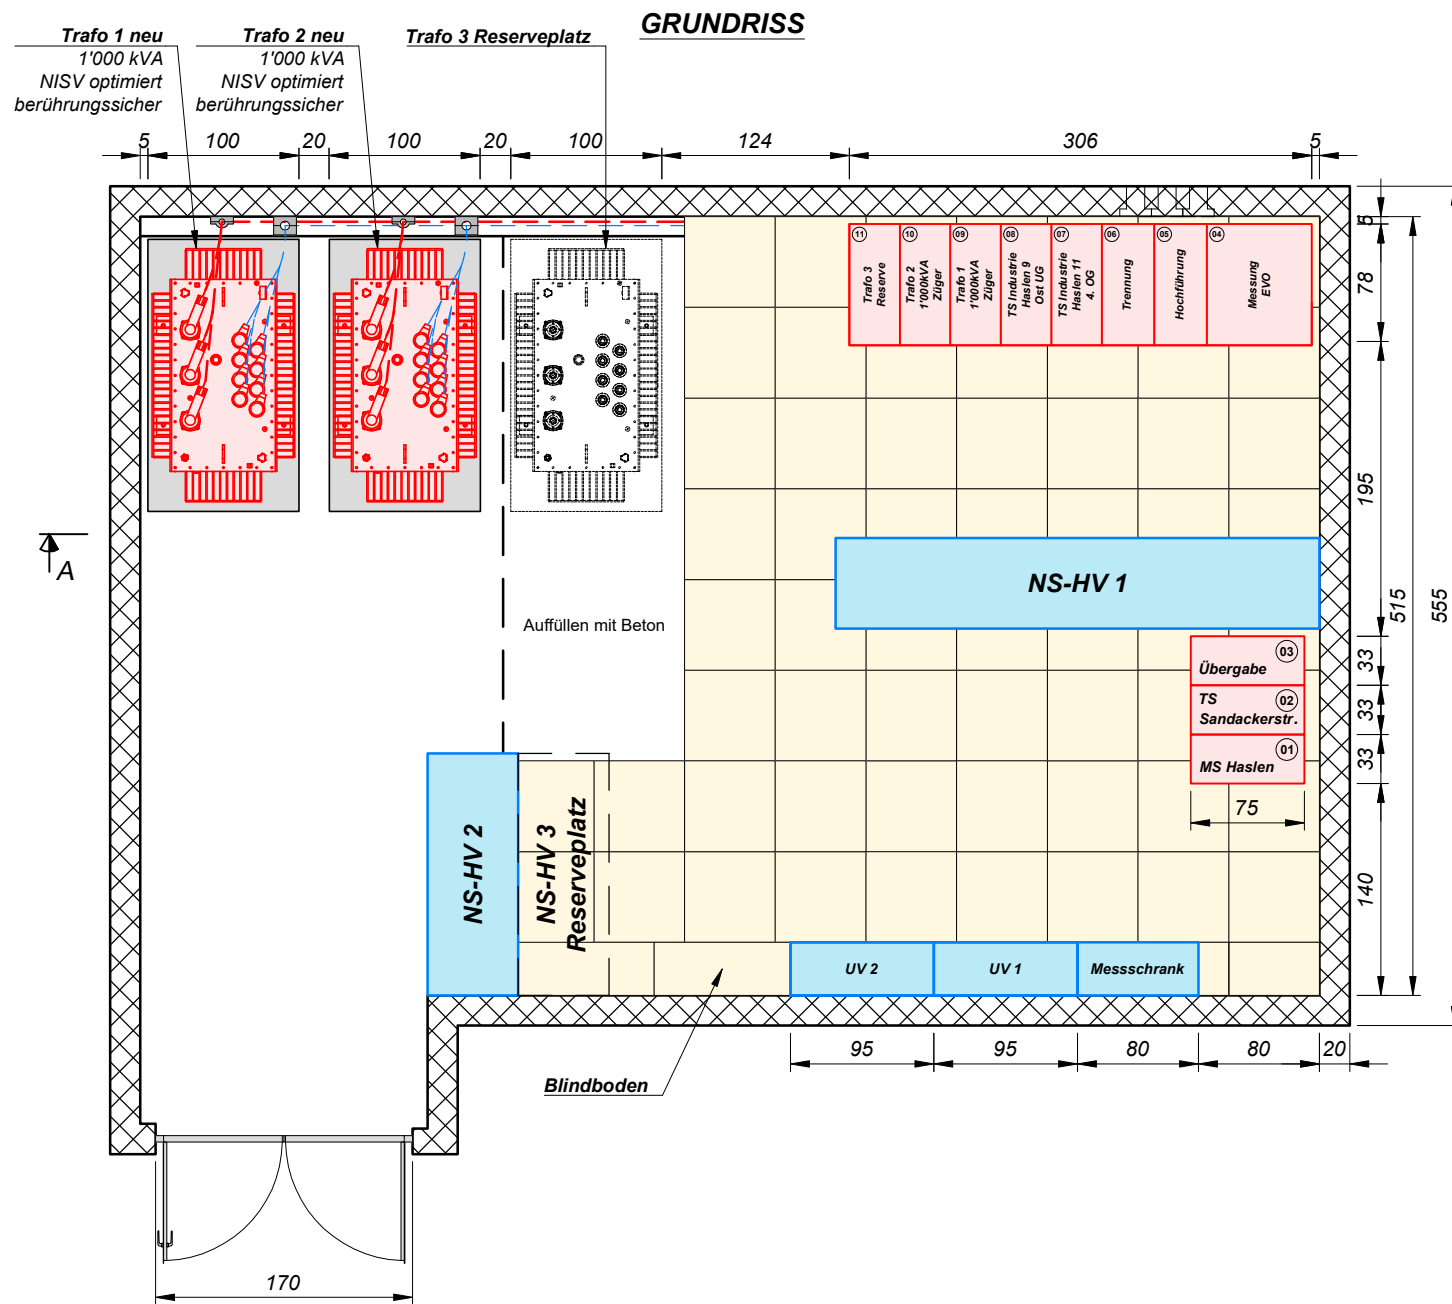 GRUNDRISS
Trafo 1 neu
1'000 kVA
NISV optimiert
berührungssicher
Trafo 2 neu
1'000 kVA
NISV optimiert
berührungssicher
Trafo 3 Reserveplatz
5
100
20
100
20
100
124
306
5
11
Trafo 3
Reserve
10
Trafo 2
1'000kVA
Züger
09
Trafo 1
1'000kVA
Züger
08
TS Industrie
Haslen 9
Ost UG
07
TS Industrie
Haslen 11
4. OG
06
Trennung
05
Hochführung
04
Messung
EVO
5
78
195
A
NS-HV 1
Auffüllen mit Beton
515
555
03
Übergabe
33
02
TS
Sandackerstr.
33
01
MS Haslen
33
75
140
NS-HV 2
NS-HV 3
Reserveplatz
UV 2
UV 1
Messschrank
95
95
80
80
20
Blindboden
170